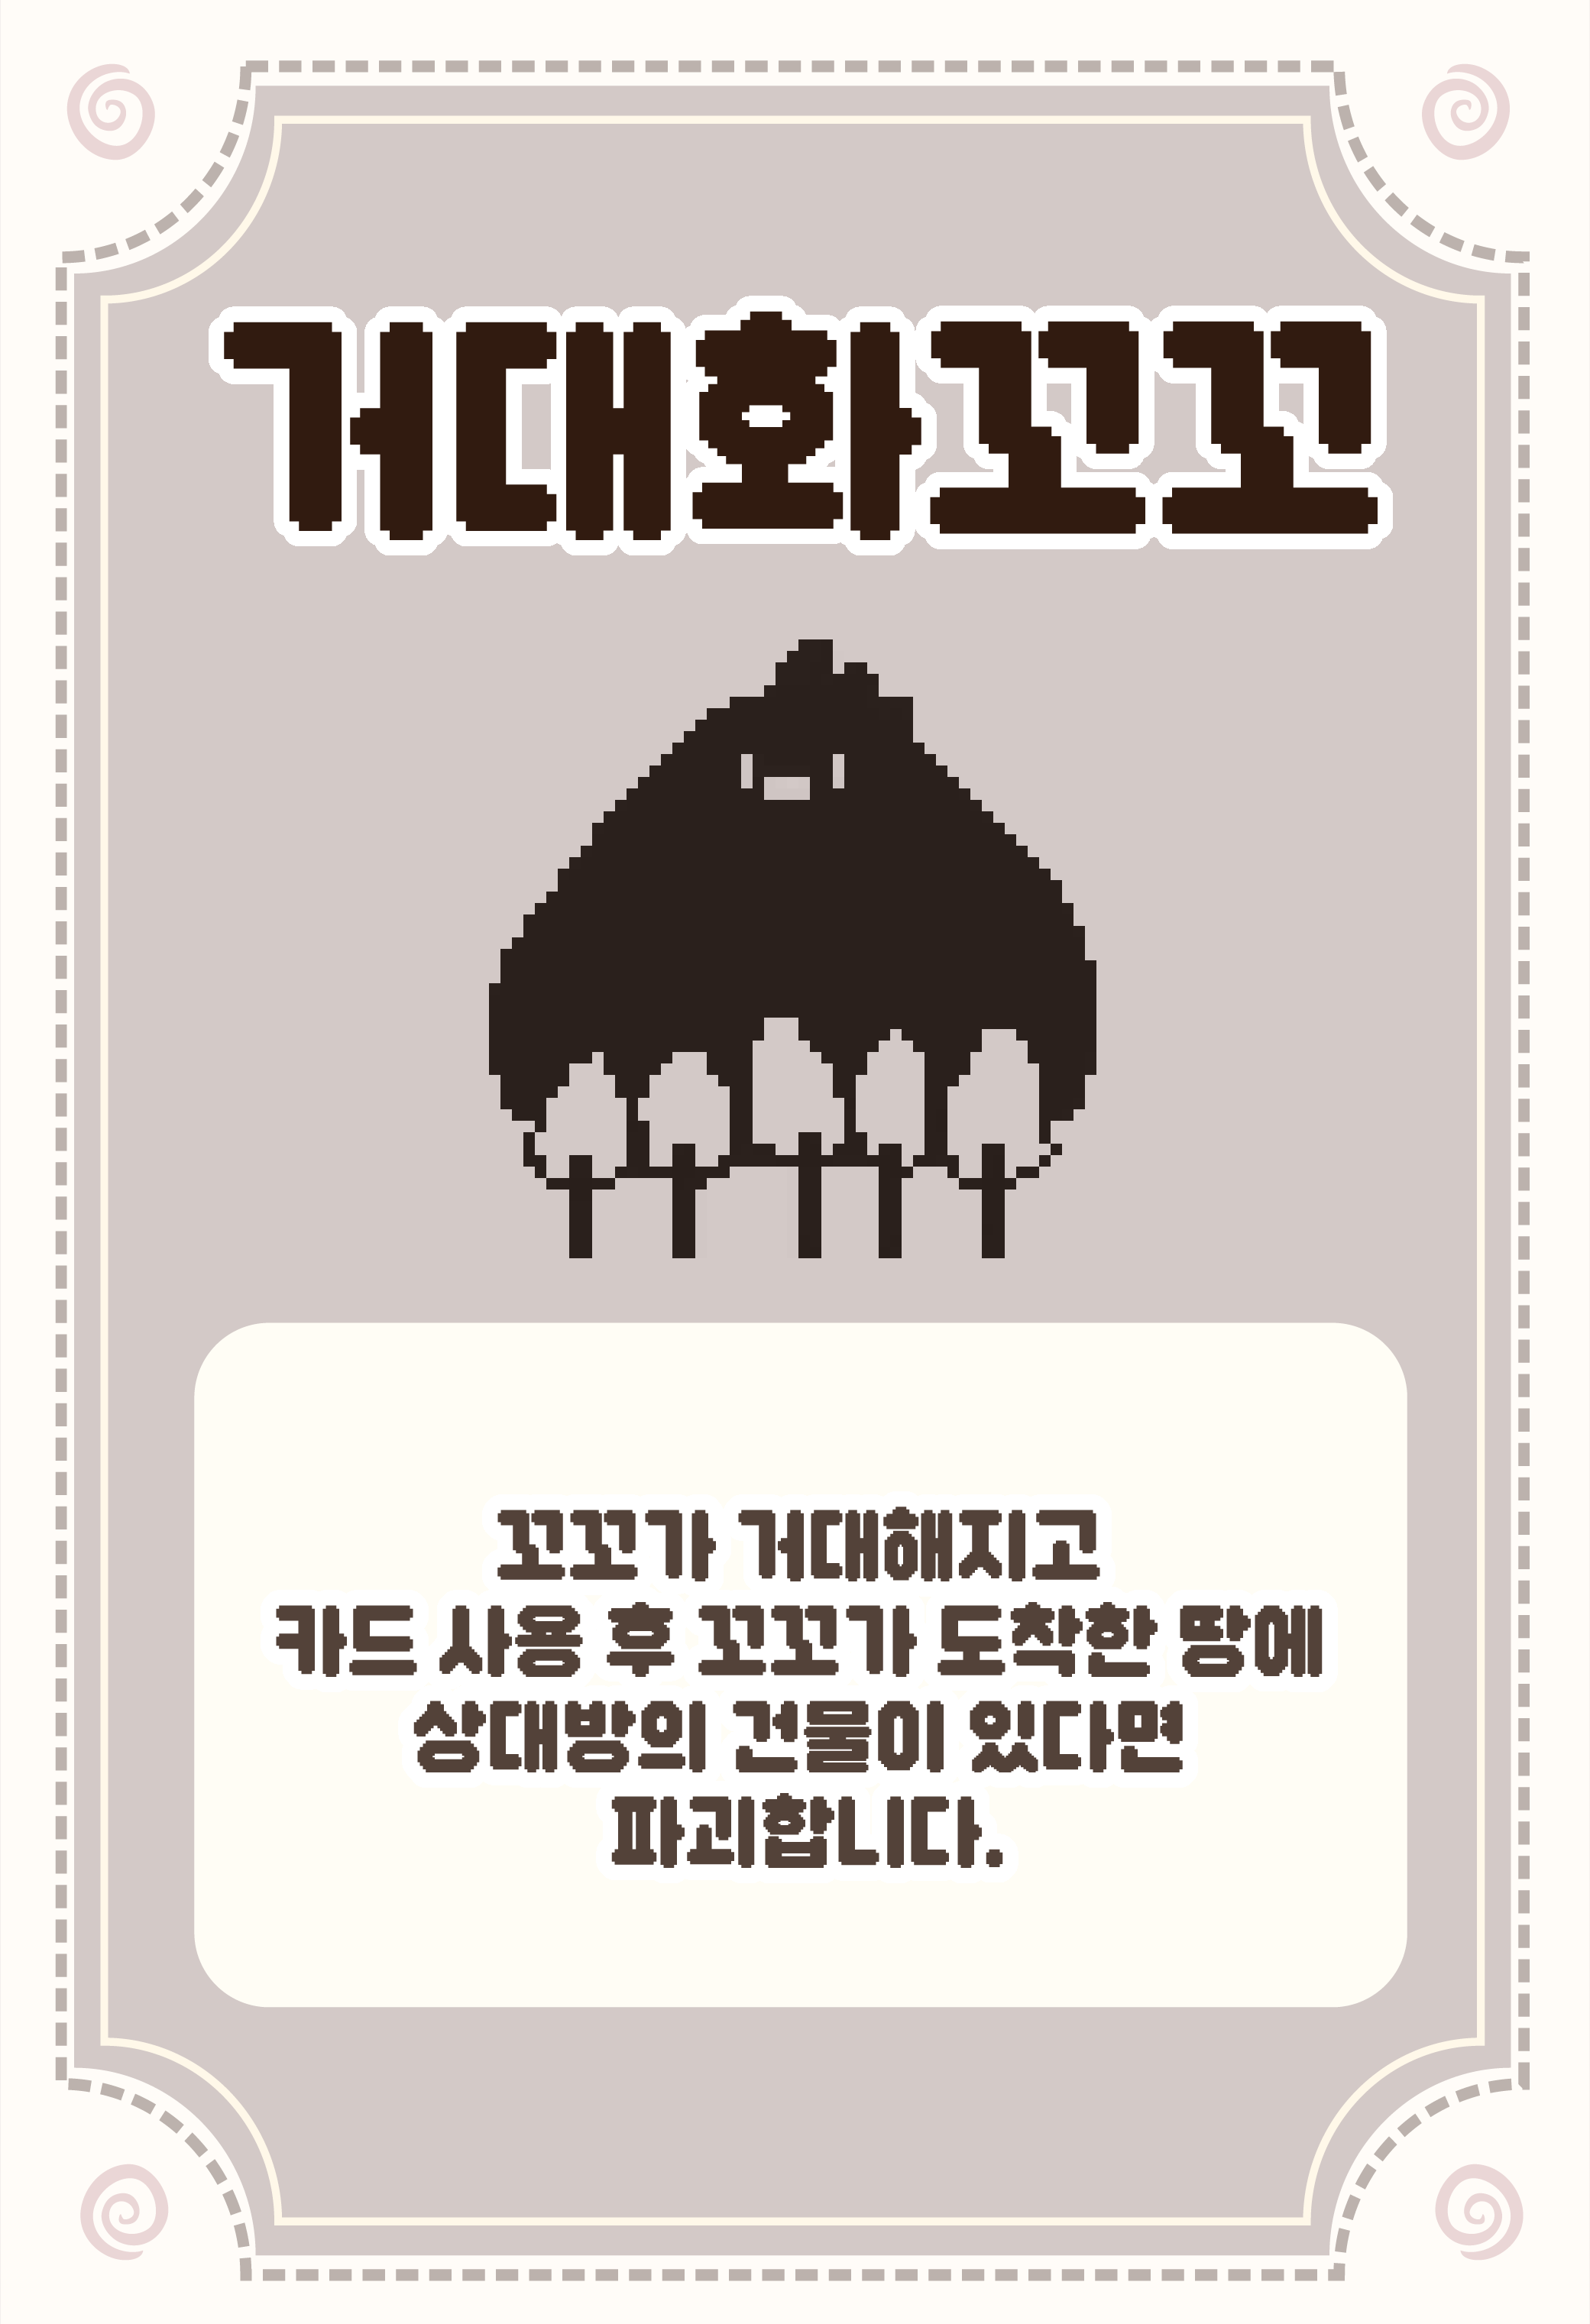 거대화꼬꼬
꼬꼬가 거대해지고
카드 사용 후 꼬꼬가 도착한 땅에
상대방의 건물이 있다면
파괴합니다.